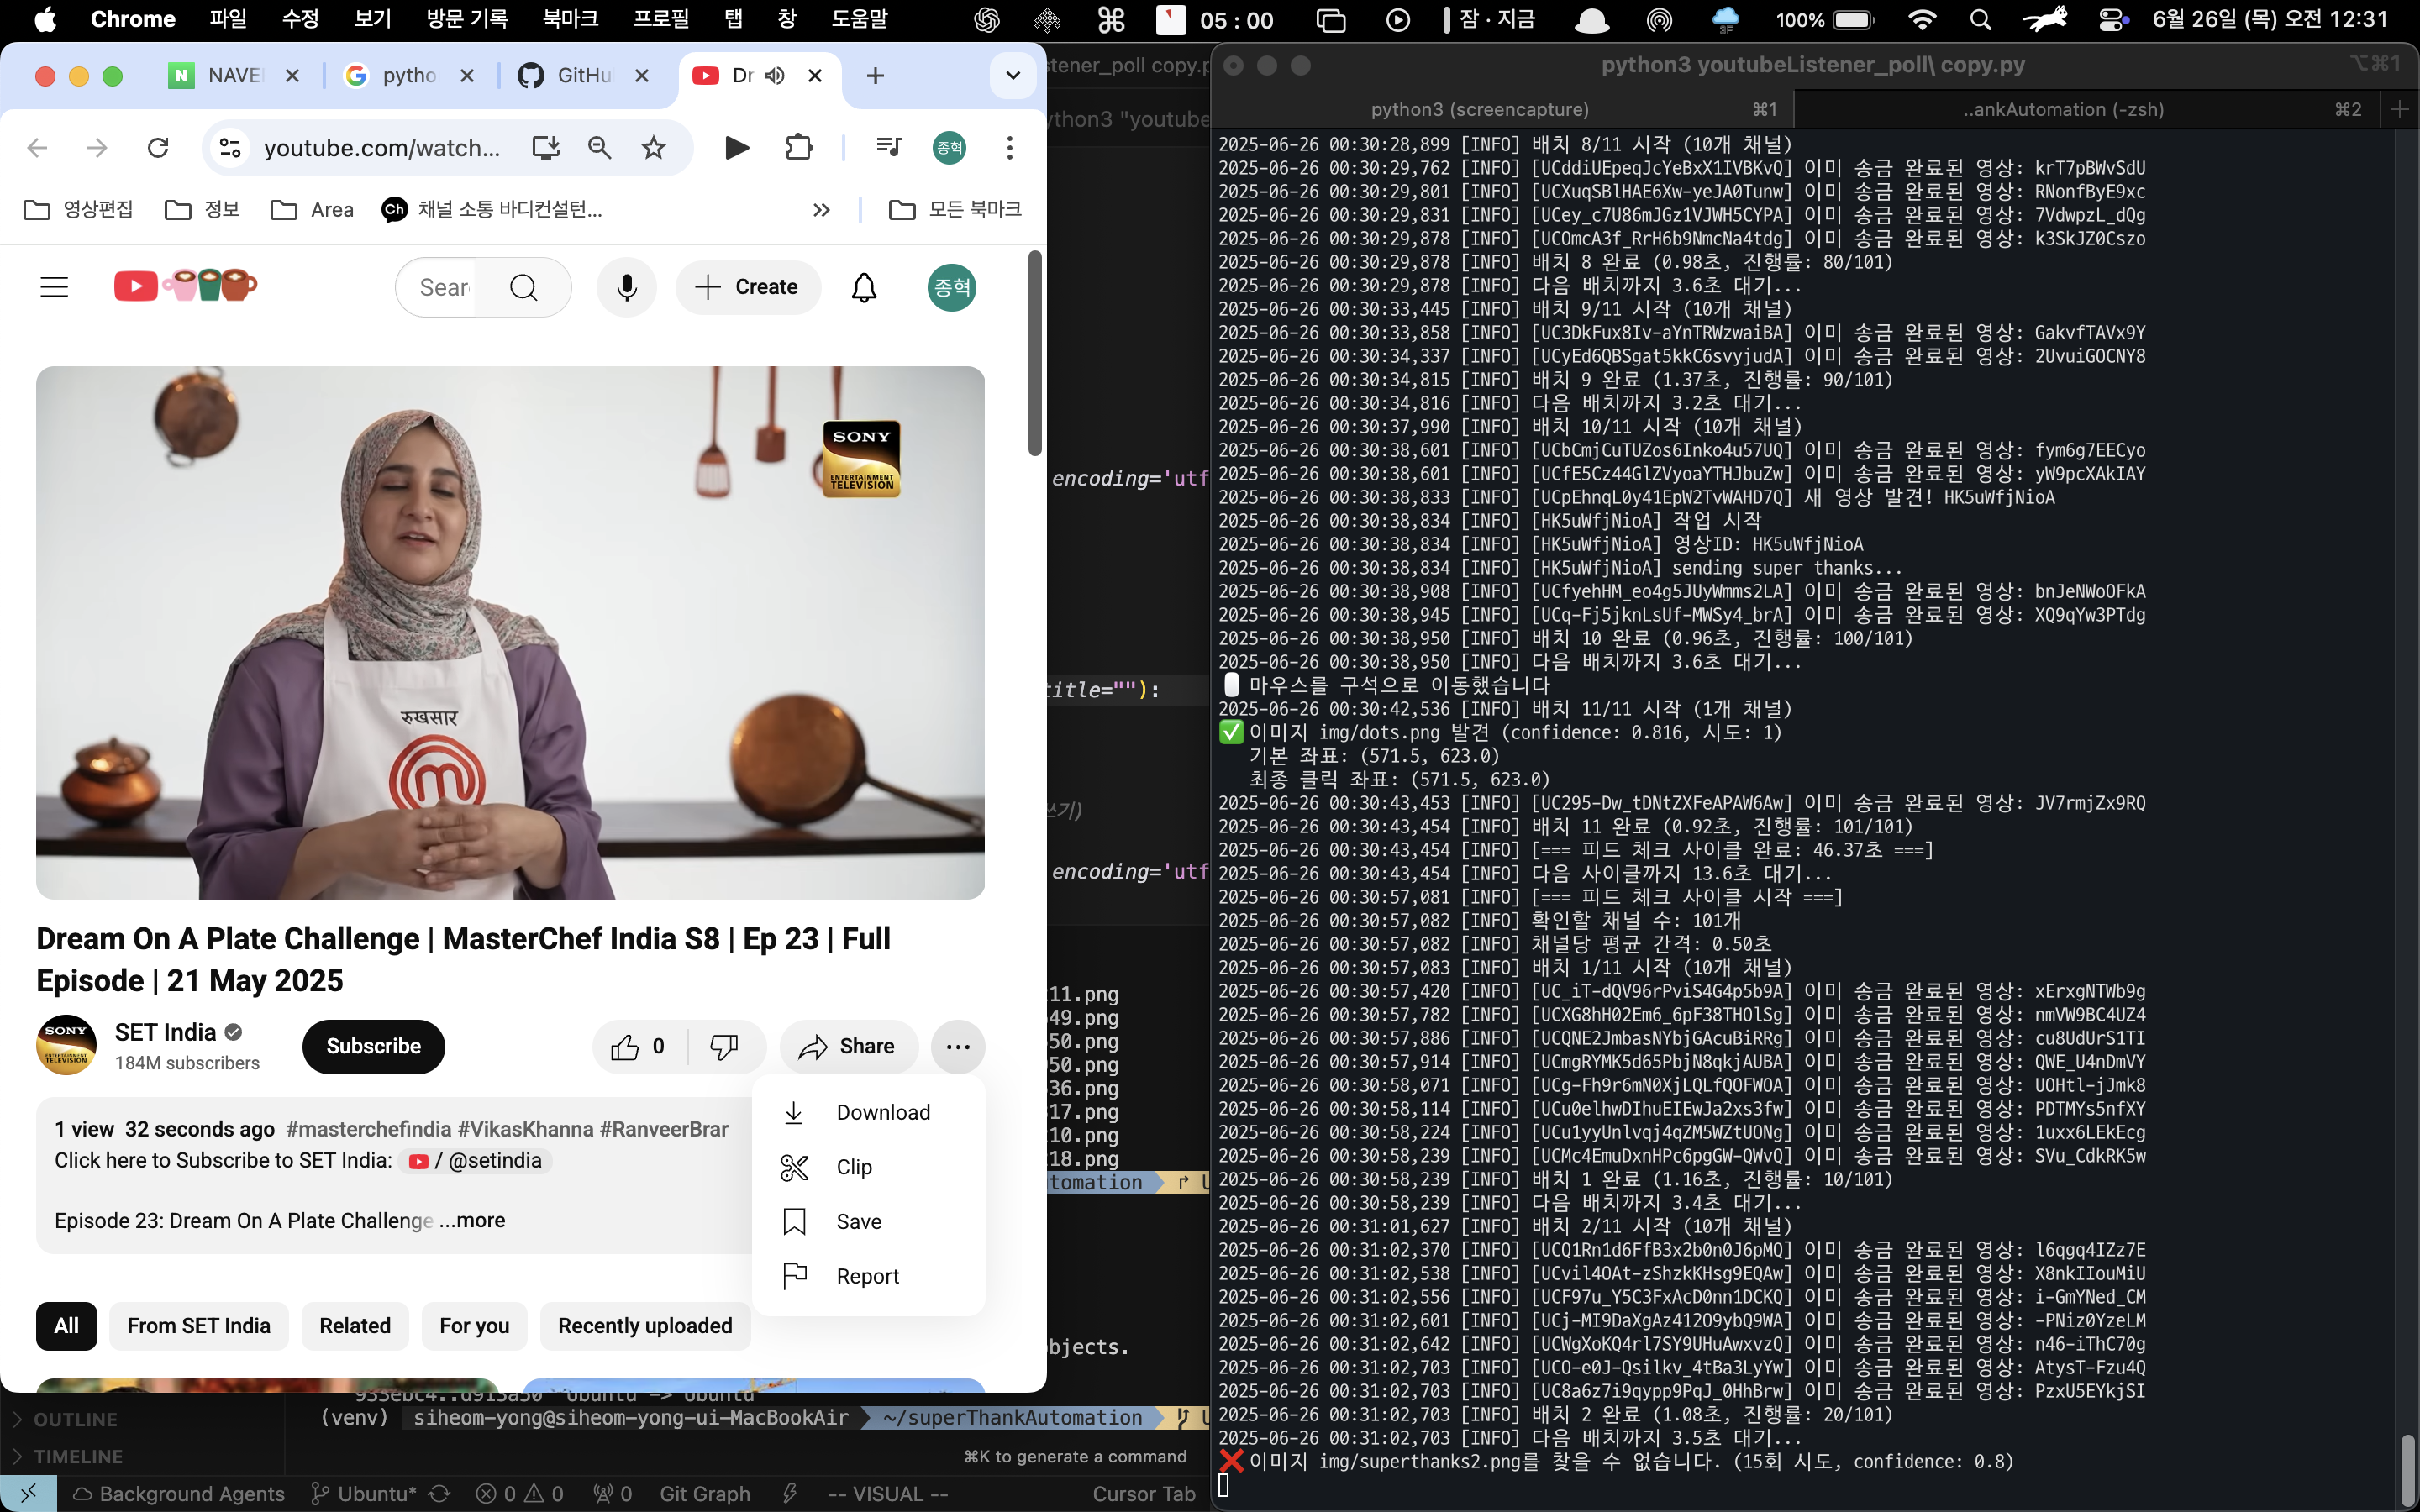 Chrome 파일 수정 보기 방문 기록 북마크 프로필 탭 창 도움말 05 : 00 잠 · 지금 3F 100% 6월 26일 (목) 오전 12:31
N NAVE pytho GitHu Dr
youtube.com/watch... 종혁
영상편집 정보 Area Ch 채널 소통 바디컨설턴... 모든 북마크
Sear Create 종혁
SONY
ENTERTAINMENT
TELEVISION
रुखसार
Dream On A Plate Challenge | MasterChef India S8 | Ep 23 | Full
Episode | 21 May 2025
SONY
SET India
184M subscribers
Subscribe
0
Share
Download
Clip
Save
Report
1 view 32 seconds ago #masterchefindia #VikasKhanna #RanveerBrar
Click here to Subscribe to SET India: / @setindia
Episode 23: Dream On A Plate Challenge ...more
All From SET India Related For you Recently uploaded
stener_poll copy.p
ython3 "youtube
encoding='utf
title=""):
쓰기)
encoding='utf
11.png
49.png
50.png
50.png
36.png
17.png
10.png
18.png
tomation
bjects.
933ebc4..d913a50 Ubuntu -> Ubuntu
(venv) siheom-yong@siheom-yong-ui-MacBookAir ~/superThankAutomation
⌘K to generate a command
OUTLINE
TIMELINE
Background Agents Ubuntu* 0 0 0 Git Graph -- VISUAL -- Cursor Tab
python3 youtubeListener_poll\ copy.py ⌥⌘1
python3 (screencapture) ⌘1 ..ankAutomation (-zsh) ⌘2
2025-06-26 00:30:28,899 [INFO] 배치 8/11 시작 (10개 채널)
2025-06-26 00:30:29,762 [INFO] [UCddiUEpeqJcYeBxX1IVBKvQ] 이미 송금 완료된 영상: krT7pBWvSdU
2025-06-26 00:30:29,801 [INFO] [UCXuqSBlHAE6Xw-yeJA0Tunw] 이미 송금 완료된 영상: RNonfByE9xc
2025-06-26 00:30:29,831 [INFO] [UCey_c7U86mJGz1VJWH5CYPA] 이미 송금 완료된 영상: 7VdwpzL_dQg
2025-06-26 00:30:29,878 [INFO] [UCOmcA3f_RrH6b9NmcNa4tdg] 이미 송금 완료된 영상: k3SkJZ0Cszo
2025-06-26 00:30:29,878 [INFO] 배치 8 완료 (0.98초, 진행률: 80/101)
2025-06-26 00:30:29,878 [INFO] 다음 배치까지 3.6초 대기...
2025-06-26 00:30:33,445 [INFO] 배치 9/11 시작 (10개 채널)
2025-06-26 00:30:33,858 [INFO] [UC3DkFux8Iv-aYnTRWzwaiBA] 이미 송금 완료된 영상: GakvfTAVx9Y
2025-06-26 00:30:34,337 [INFO] [UCyEd6QBSgat5kkC6svyjudA] 이미 송금 완료된 영상: 2UvuiGOCNY8
2025-06-26 00:30:34,815 [INFO] 배치 9 완료 (1.37초, 진행률: 90/101)
2025-06-26 00:30:34,816 [INFO] 다음 배치까지 3.2초 대기...
2025-06-26 00:30:37,990 [INFO] 배치 10/11 시작 (10개 채널)
2025-06-26 00:30:38,601 [INFO] [UCbCmjCuTUZos6Inko4u57UQ] 이미 송금 완료된 영상: fym6g7EECyo
2025-06-26 00:30:38,601 [INFO] [UCfE5Cz44GlZVyoaYTHJbuZw] 이미 송금 완료된 영상: yW9pcXAkIAY
2025-06-26 00:30:38,833 [INFO] [UCpEhnqL0y41EpW2TvWAHD7Q] 새 영상 발견! HK5uWfjNioA
2025-06-26 00:30:38,834 [INFO] [HK5uWfjNioA] 작업 시작
2025-06-26 00:30:38,834 [INFO] [HK5uWfjNioA] 영상ID: HK5uWfjNioA
2025-06-26 00:30:38,834 [INFO] [HK5uWfjNioA] sending super thanks...
2025-06-26 00:30:38,908 [INFO] [UCfyehHM_eo4g5JUyWmms2LA] 이미 송금 완료된 영상: bnJeNWoOFkA
2025-06-26 00:30:38,945 [INFO] [UCq-Fj5jknLsUf-MWSy4_brA] 이미 송금 완료된 영상: XQ9qYw3PTdg
2025-06-26 00:30:38,950 [INFO] 배치 10 완료 (0.96초, 진행률: 100/101)
2025-06-26 00:30:38,950 [INFO] 다음 배치까지 3.6초 대기...
마우스를 구석으로 이동했습니다
2025-06-26 00:30:42,536 [INFO] 배치 11/11 시작 (1개 채널)
✅이미지 img/dots.png 발견 (confidence: 0.816, 시도: 1)
기본 좌표: (571.5, 623.0)
최종 클릭 좌표: (571.5, 623.0)
2025-06-26 00:30:43,453 [INFO] [UC295-Dw_tDNtZXFeAPAW6Aw] 이미 송금 완료된 영상: JV7rmjZx9RQ
2025-06-26 00:30:43,454 [INFO] 배치 11 완료 (0.92초, 진행률: 101/101)
2025-06-26 00:30:43,454 [INFO] [=== 피드 체크 사이클 완료: 46.37초 ===]
2025-06-26 00:30:43,454 [INFO] 다음 사이클까지 13.6초 대기...
2025-06-26 00:30:57,081 [INFO] [=== 피드 체크 사이클 시작 ===]
2025-06-26 00:30:57,082 [INFO] 확인할 채널 수: 101개
2025-06-26 00:30:57,082 [INFO] 채널당 평균 간격: 0.50초
2025-06-26 00:30:57,083 [INFO] 배치 1/11 시작 (10개 채널)
2025-06-26 00:30:57,420 [INFO] [UC_iT-dQV96rPviS4G4p5b9A] 이미 송금 완료된 영상: xErxgNTWb9g
2025-06-26 00:30:57,782 [INFO] [UCXG8hH02Em6_6pF38THOlSg] 이미 송금 완료된 영상: nmVW9BC4UZ4
2025-06-26 00:30:57,886 [INFO] [UCQNE2JmbasNYbjGAcuBiRRg] 이미 송금 완료된 영상: cu8UdUrS1TI
2025-06-26 00:30:57,914 [INFO] [UCmgRYMK5d65PbjN8qkjAUBA] 이미 송금 완료된 영상: QWE_U4nDmVY
2025-06-26 00:30:58,071 [INFO] [UCg-Fh9r6mN0XjLQLfQOFWOA] 이미 송금 완료된 영상: UOHtl-jJmk8
2025-06-26 00:30:58,114 [INFO] [UCu0elhwDIhuEIEwJa2xs3fw] 이미 송금 완료된 영상: PDTMYs5nfXY
2025-06-26 00:30:58,224 [INFO] [UCu1yyUnlvqj4qZM5WZtUONg] 이미 송금 완료된 영상: 1uxx6LEkEcg
2025-06-26 00:30:58,239 [INFO] [UCMc4EmuDxnHPc6pgGW-QWvQ] 이미 송금 완료된 영상: SVu_CdkRK5w
2025-06-26 00:30:58,239 [INFO] 배치 1 완료 (1.16초, 진행률: 10/101)
2025-06-26 00:30:58,239 [INFO] 다음 배치까지 3.4초 대기...
2025-06-26 00:31:01,627 [INFO] 배치 2/11 시작 (10개 채널)
2025-06-26 00:31:02,370 [INFO] [UCQ1Rn1d6FfB3x2b0n0J6pMQ] 이미 송금 완료된 영상: l6qgq4IZz7E
2025-06-26 00:31:02,538 [INFO] [UCvil4OAt-zShzkKHsg9EQAw] 이미 송금 완료된 영상: X8nkIIouMiU
2025-06-26 00:31:02,556 [INFO] [UCF97u_Y5C3FxAcD0nn1DCKQ] 이미 송금 완료된 영상: i-GmYNed_CM
2025-06-26 00:31:02,601 [INFO] [UCj-MI9DaXgAz412O9ybQ9WA] 이미 송금 완료된 영상: -PNiz0YzeLM
2025-06-26 00:31:02,642 [INFO] [UCWgXoKQ4rl7SY9UHuAwxvzQ] 이미 송금 완료된 영상: n46-iThC70g
2025-06-26 00:31:02,703 [INFO] [UCO-e0J-Qsilkv_4tBa3LyYw] 이미 송금 완료된 영상: AtysT-Fzu4Q
2025-06-26 00:31:02,703 [INFO] [UC8a6z7i9qypp9PqJ_0HhBrw] 이미 송금 완료된 영상: PzxU5EYkjSI
2025-06-26 00:31:02,703 [INFO] 배치 2 완료 (1.08초, 진행률: 20/101)
2025-06-26 00:31:02,703 [INFO] 다음 배치까지 3.5초 대기...
❌이미지 img/superthanks2.png를 찾을 수 없습니다. (15회 시도, confidence: 0.8)